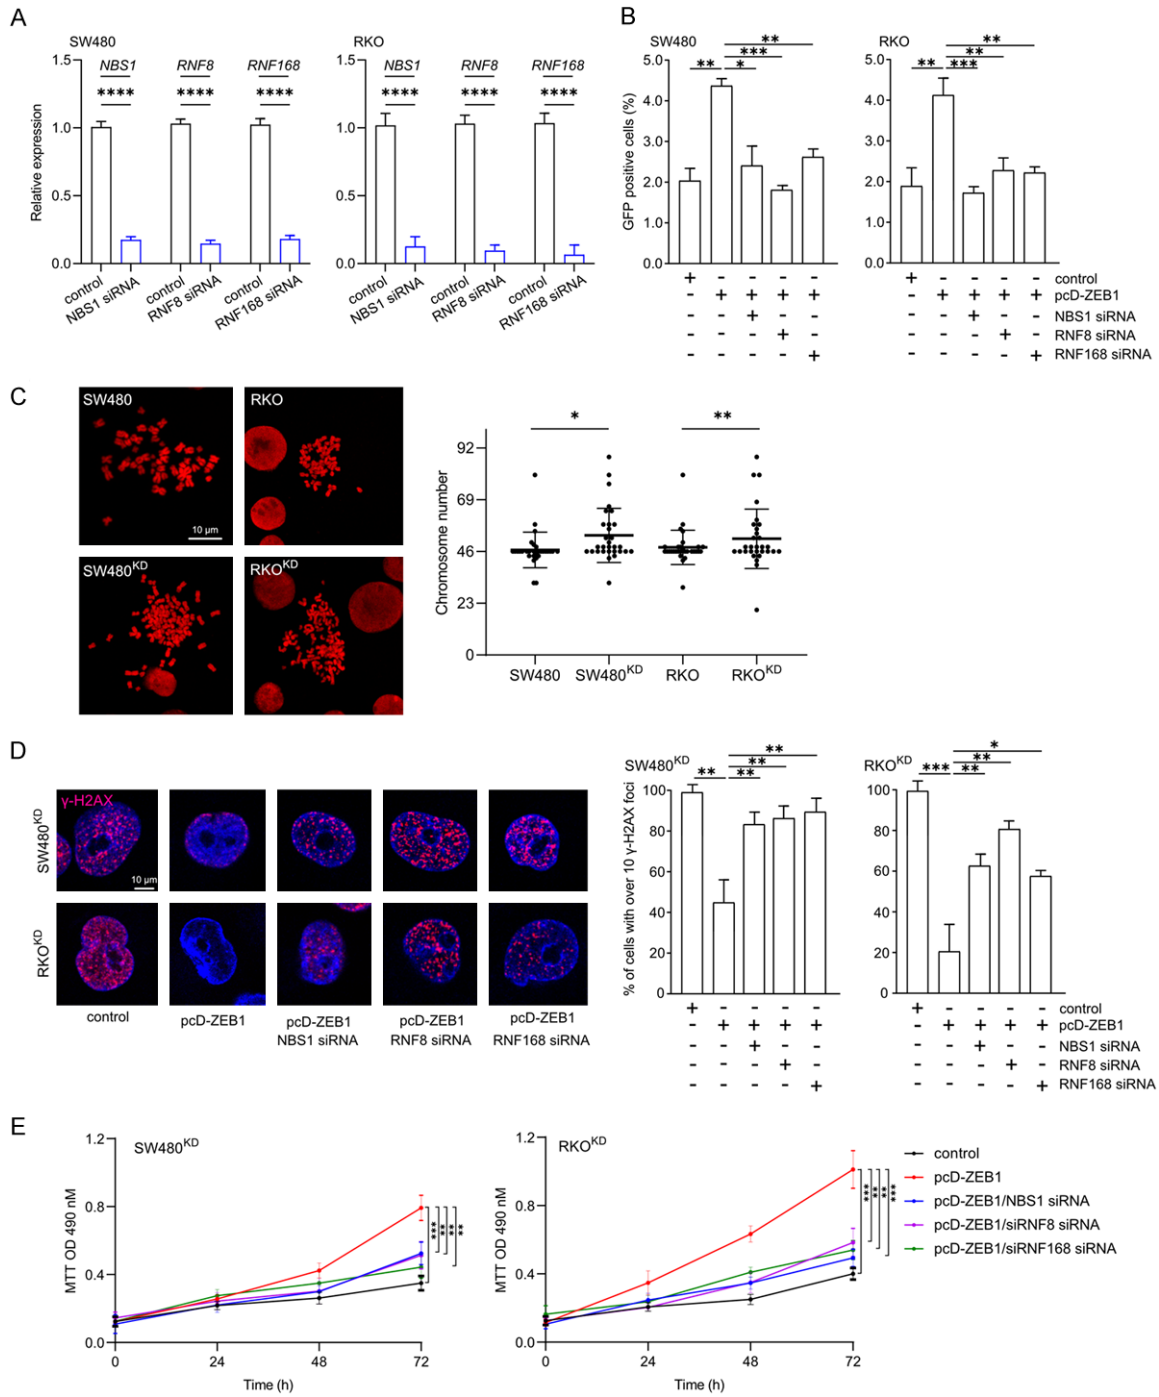 A
SW480
NBS1 RNF8 RNF168
**** **** ****
Relative expression
1.5
1.0
0.5
0.0
control
NBS1 siRNA
control
RNF8 siRNA
control
RNF168 siRNA
RKO
NBS1 RNF8 RNF168
**** **** ****
1.5
1.0
0.5
0.0
control
NBS1 siRNA
control
RNF8 siRNA
control
RNF168 siRNA
B
SW480
**
***
** *
GFP positive cells (%)
5.0
4.0
3.0
2.0
1.0
0.0
RKO
**
**
** ***
5.0
4.0
3.0
2.0
1.0
0.0
+ - - - - + - - - - control
- + + + + - + + + + pcD-ZEB1
- - + - - - - + - - NBS1 siRNA
- - - + - - - - + - RNF8 siRNA
- - - - + - - - - + RNF168 siRNA
C
SW480
10 μm
RKO
SW480KD
RKOKD
* **
Chromosome number
92
69
46
23
0
SW480 SW480KD RKO RKOKD
D
γ-H2AX
SW480KD
10 μm
RKOKD
control
pcD-ZEB1
pcD-ZEB1
NBS1 siRNA
pcD-ZEB1
RNF8 siRNA
pcD-ZEB1
RNF168 siRNA
SW480KD
**
**
** **
% of cells with over 10 γ-H2AX foci
100
80
60
40
20
0
RKOKD
*
**
*** **
100
80
60
40
20
0
+ - - - - + - - - - control
- + + + + - + + + + pcD-ZEB1
- - + - - - - + - - NBS1 siRNA
- - - + - - - - + - RNF8 siRNA
- - - - + - - - - + RNF168 siRNA
E
SW480KD
MTT OD 490 nM
1.2
0.8
0.4
0.0
0 24 48 72
Time (h)
*** ** ** **
RKOKD
MTT OD 490 nM
1.2
0.8
0.4
0.0
0 24 48 72
Time (h)
*** ** ** ***
control
pcD-ZEB1
pcD-ZEB1/NBS1 siRNA
pcD-ZEB1/siRNF8 siRNA
pcD-ZEB1/siRNF168 siRNA